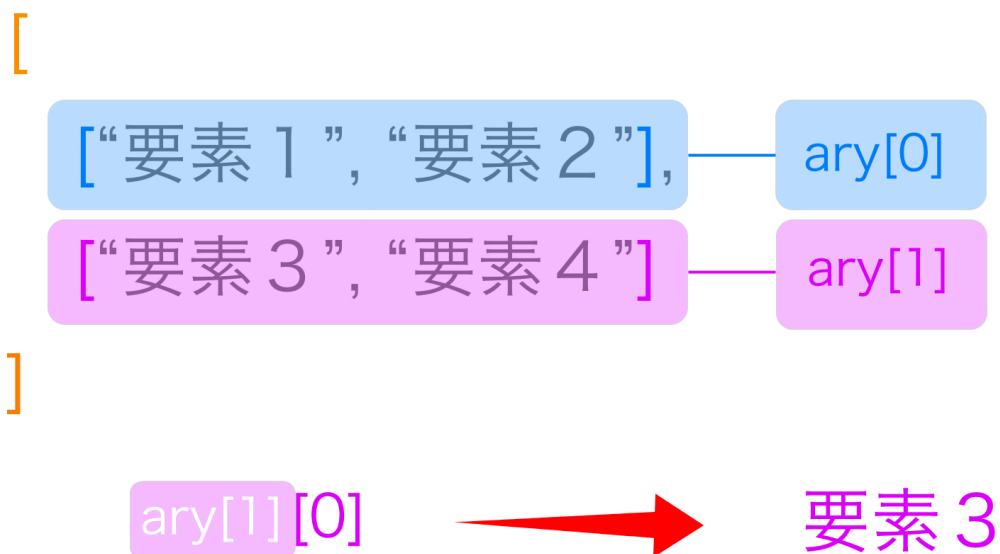 [
[“要素１”, “要素２”], ary[0]
[“要素３”, “要素４”] ary[1]
]
ary[1][0] 要素３